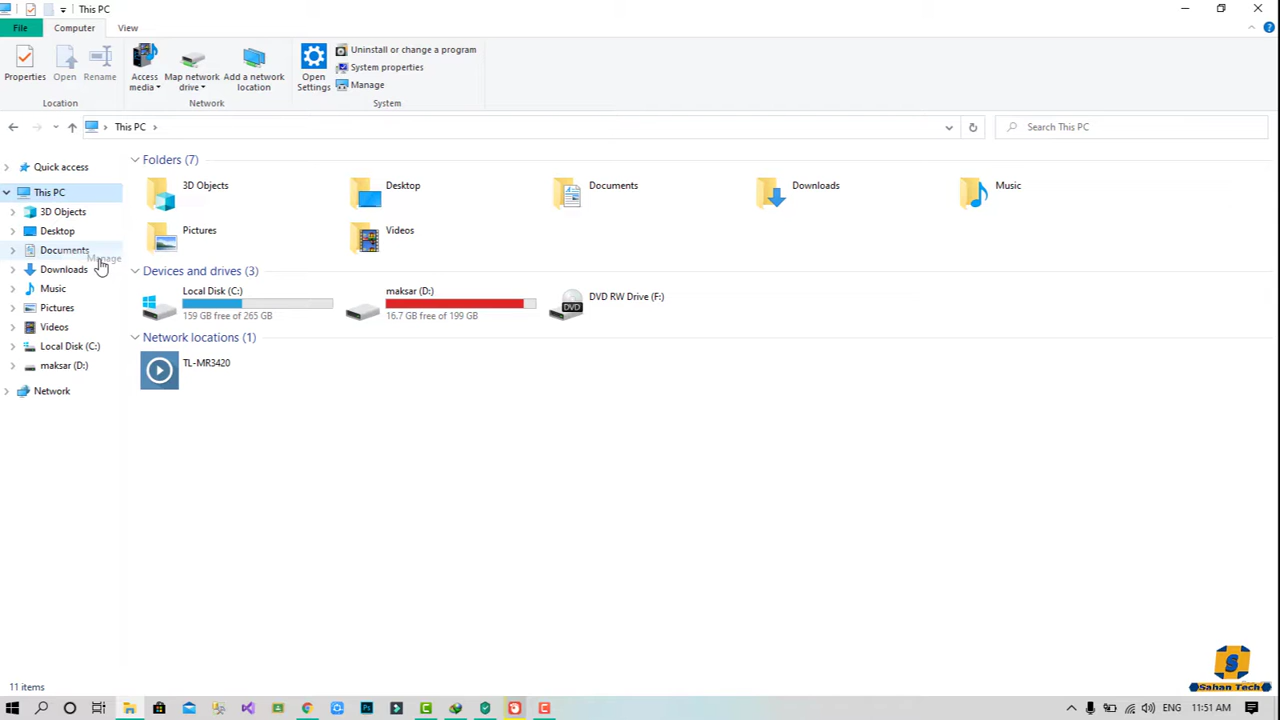 This PC
File Computer View
Properties Open Rename Access media Map network drive Add a network location Open Settings Uninstall or change a program
System properties
Manage
Location Network System
This PC Search This PC
Quick access
This PC
3D Objects
Desktop
Documents
Manage
Downloads
Music
Pictures
Videos
Local Disk (C:)
maksar (D:)
Network
Folders (7)
3D Objects Desktop Documents Downloads Music
Pictures Videos
Devices and drives (3)
Local Disk (C:) maksar (D:) DVD RW Drive (F:)
159 GB free of 265 GB 16.7 GB free of 199 GB
DVD
Network locations (1)
TL-MR3420
11 items
S
Sahan Tech
Ps
ENG 11:51 AM